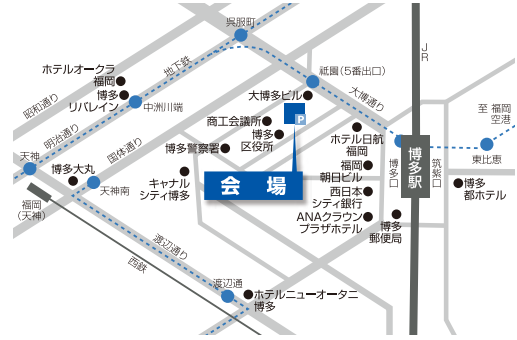 呉服町
JR
地下鉄
祇園(5番出口)
ホテルオークラ
福岡
大博多ビル
大博通り
昭和通り
博多
リバレイン
中洲川端
至 福岡
空港
P
商工会議所
明治通り
国体通り
博多
区役所
ホテル日航
福岡
博多警察署
天神
博多大丸
博多口
博多駅
筑紫口
東比恵
福岡
朝日ビル
キャナル
シティ博多
会場
天神南
西日本
シティ銀行
博多
都ホテル
福岡
(天神)
ANAクラウン
プラザホテル
博多
郵便局
渡辺通り
西鉄
渡辺通
ホテルニューオータニ
博多